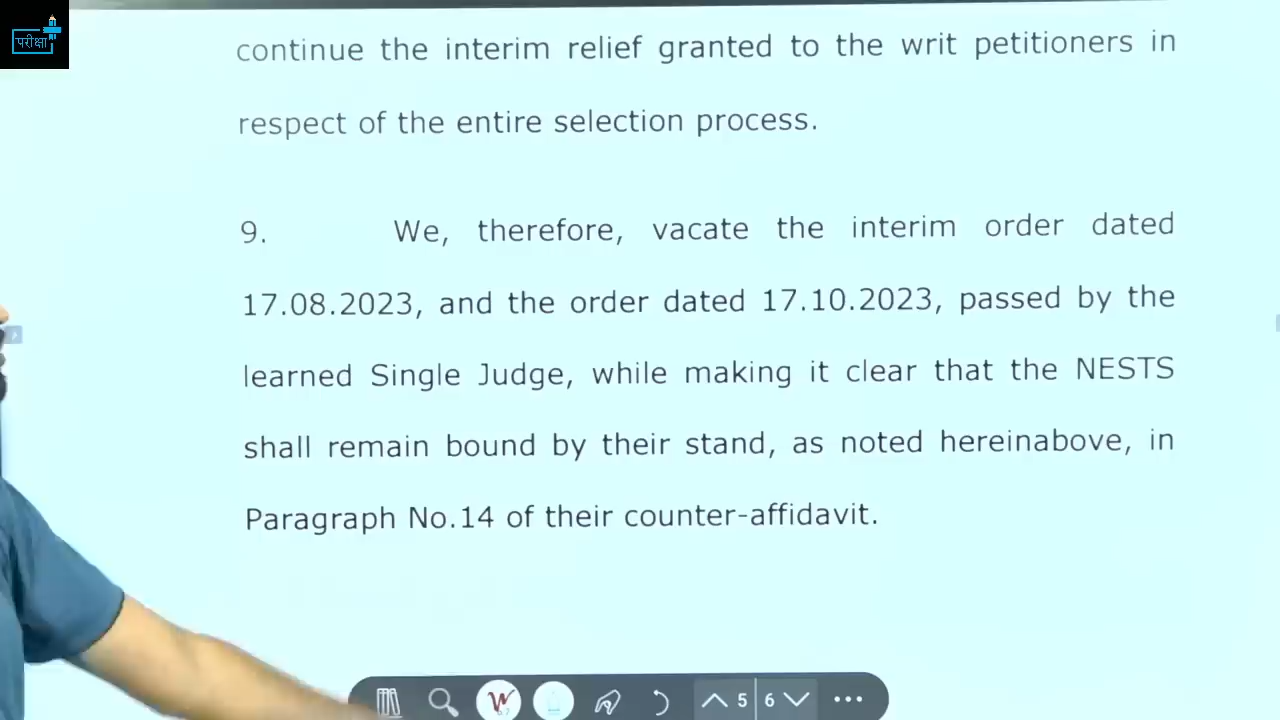 परीक्षा
continue the interim relief granted to the writ petitioners in
respect of the entire selection process.
9. We, therefore, vacate the interim order dated
17.08.2023, and the order dated 17.10.2023, passed by the
learned Single Judge, while making it clear that the NESTS
shall remain bound by their stand, as noted hereinabove, in
Paragraph No.14 of their counter-affidavit.
5 6